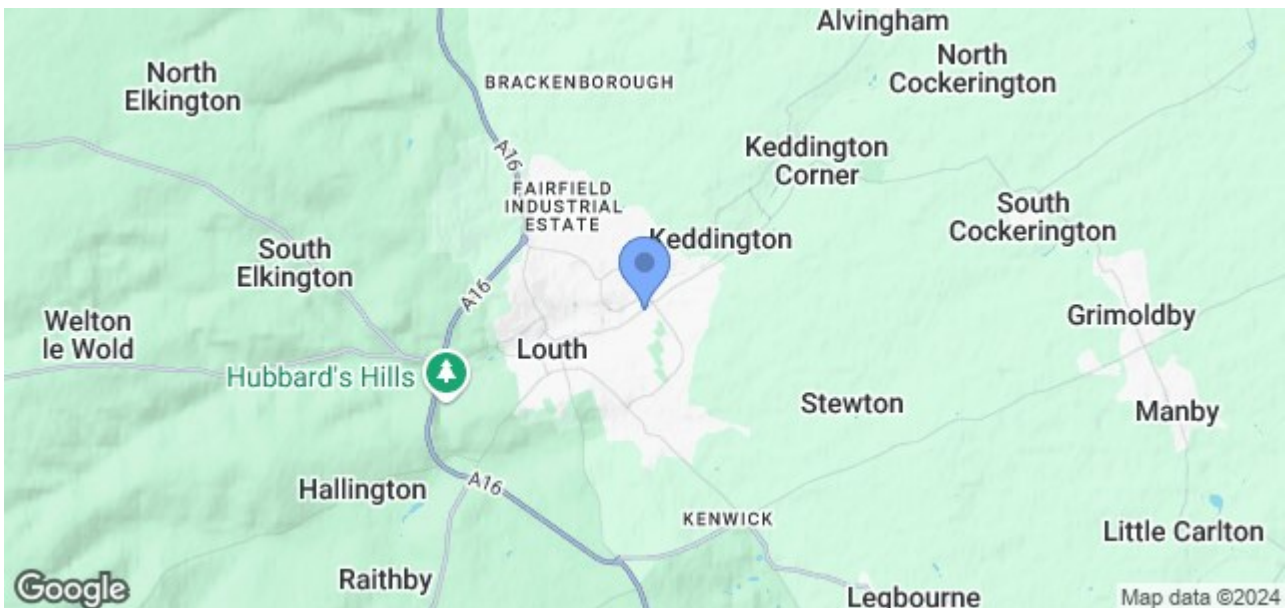 Alvingham
North
Elkington
BRACKENBOROUGH
North
Cockerington
A16
Keddington
Corner
FAIRFIELD
INDUSTRIAL
ESTATE
South
Cockerington
Keddington
South
Elkington
A16
Welton
le Wold
Grimoldby
Louth
Hubbard's Hills
Stewton
Manby
Hallington
A16
KENWICK
Little Carlton
Raithby
Legbourne
Google
Map data ©2024